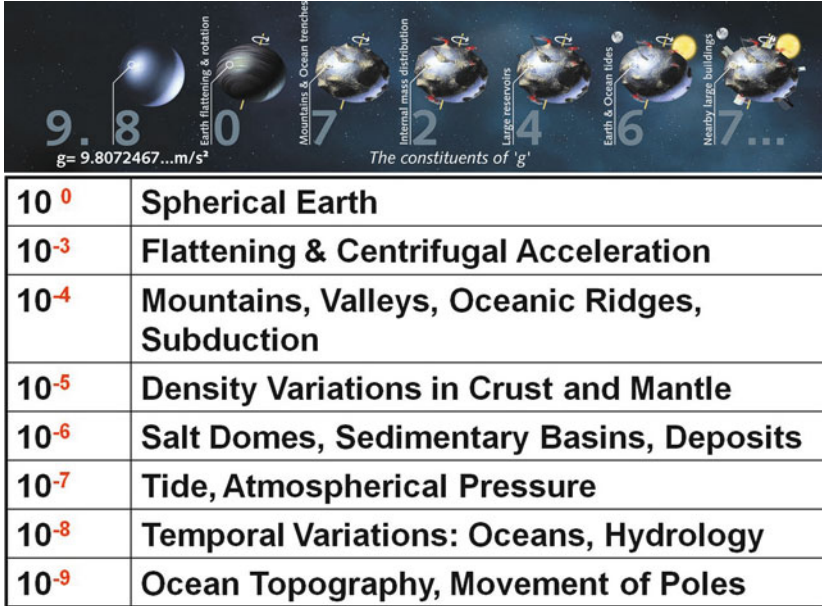 Earth flattening & rotation
Mountains & Ocean trenches
Internal mass distribution
Large reservoirs
Earth & Ocean tides
Nearby large buildings
9. 8 0 7 2 4 6 7...
g= 9.8072467...m/s²
The constituents of 'g'
10 0 Spherical Earth
10-3 Flattening & Centrifugal Acceleration
10-4 Mountains, Valleys, Oceanic Ridges,
Subduction
10-5 Density Variations in Crust and Mantle
10-6 Salt Domes, Sedimentary Basins, Deposits
10-7 Tide, Atmospherical Pressure
10-8 Temporal Variations: Oceans, Hydrology
10-9 Ocean Topography, Movement of Poles